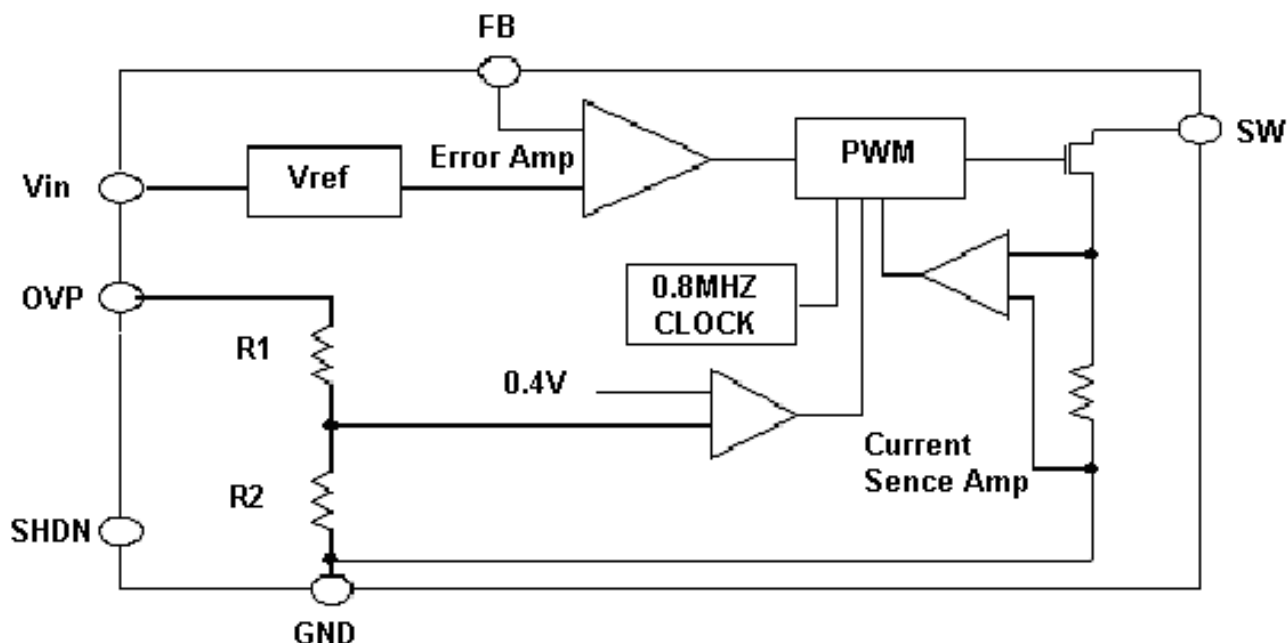 FB
SW
Error Amp
PWM
Vin
Vref
OVP
0.8MHZ
CLOCK
R1
0.4V
Current
Sence Amp
R2
SHDN
GND